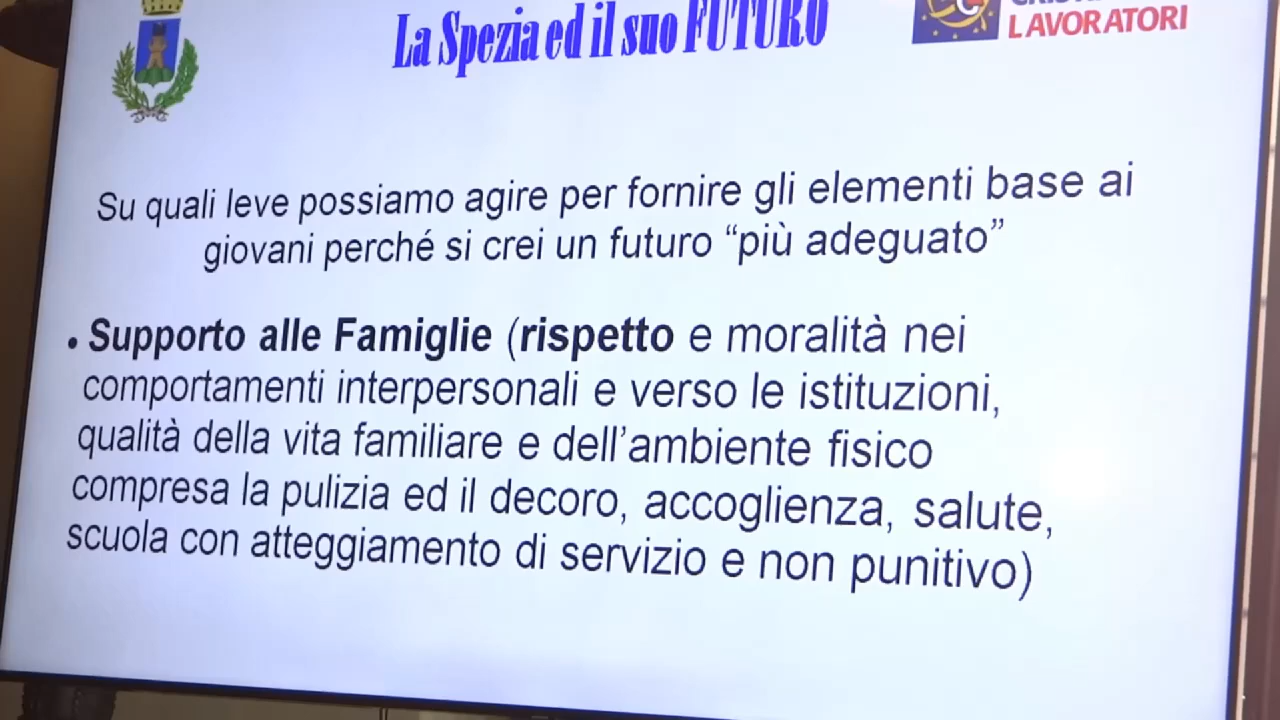 La Spezia ed il suo FUTURO
LAVORATORI
Su quali leve possiamo agire per fornire gli elementi base ai
giovani perché si crei un futuro “più adeguato”
• Supporto alle Famiglie (rispetto e moralità nei
comportamenti interpersonali e verso le istituzioni,
qualità della vita familiare e dell’ambiente fisico
compresa la pulizia ed il decoro, accoglienza, salute,
scuola con atteggiamento di servizio e non punitivo)